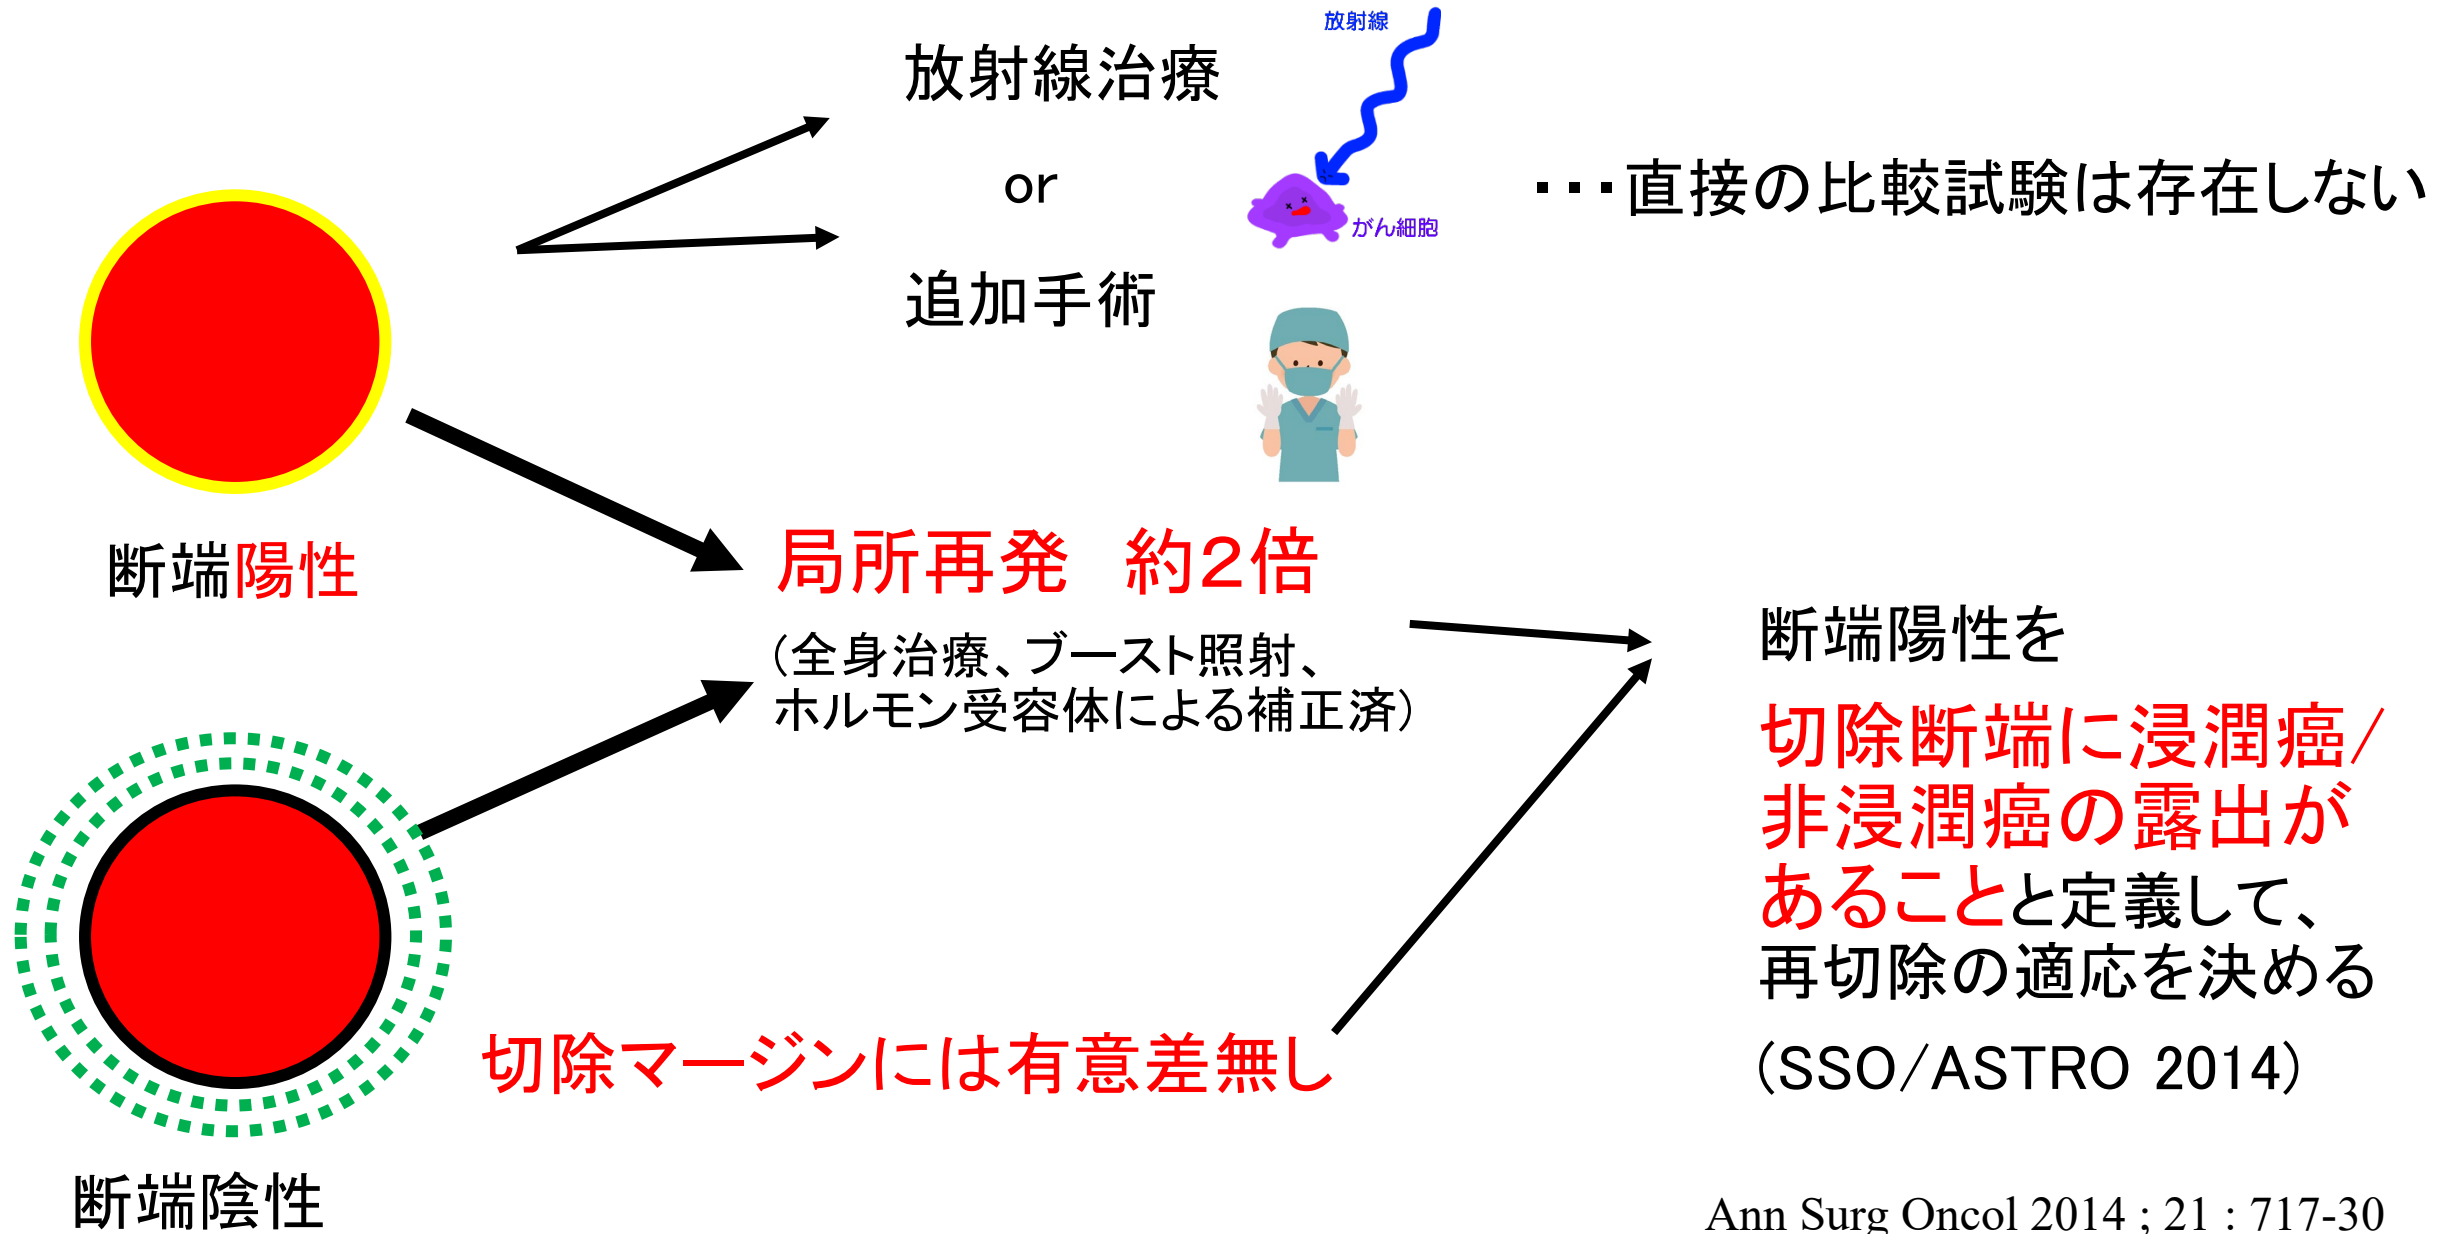 放射線
放射線治療
or
がん細胞
追加手術
・・・直接の比較試験は存在しない
断端陽性
局所再発　約２倍
（全身治療、ブースト照射、
ホルモン受容体による補正済）
断端陽性を
切除断端に浸潤癌/
非浸潤癌の露出が
あることと定義して、
再切除の適応を決める
（SSO/ASTRO 2014）
切除マージンには有意差無し
断端陰性
Ann Surg Oncol 2014 ; 21 : 717-30